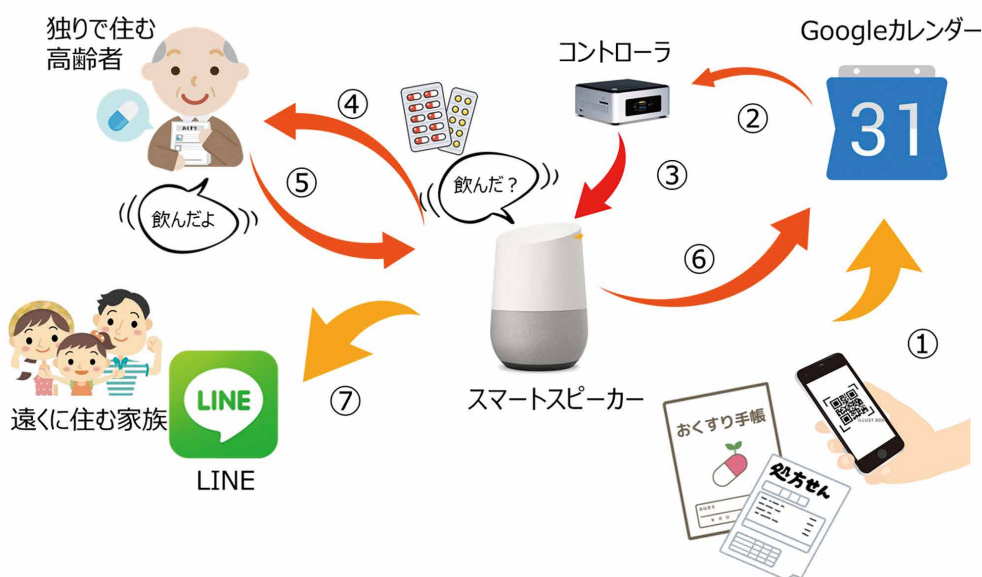 独りで住む
高齢者
コントローラ
Googleカレンダー
31
①
②
③
④
⑤
⑥
⑦
飲んだ？
飲んだよ
スマートスピーカー
遠くに住む家族
LINE
LINE
おくすり手帳
処方せん